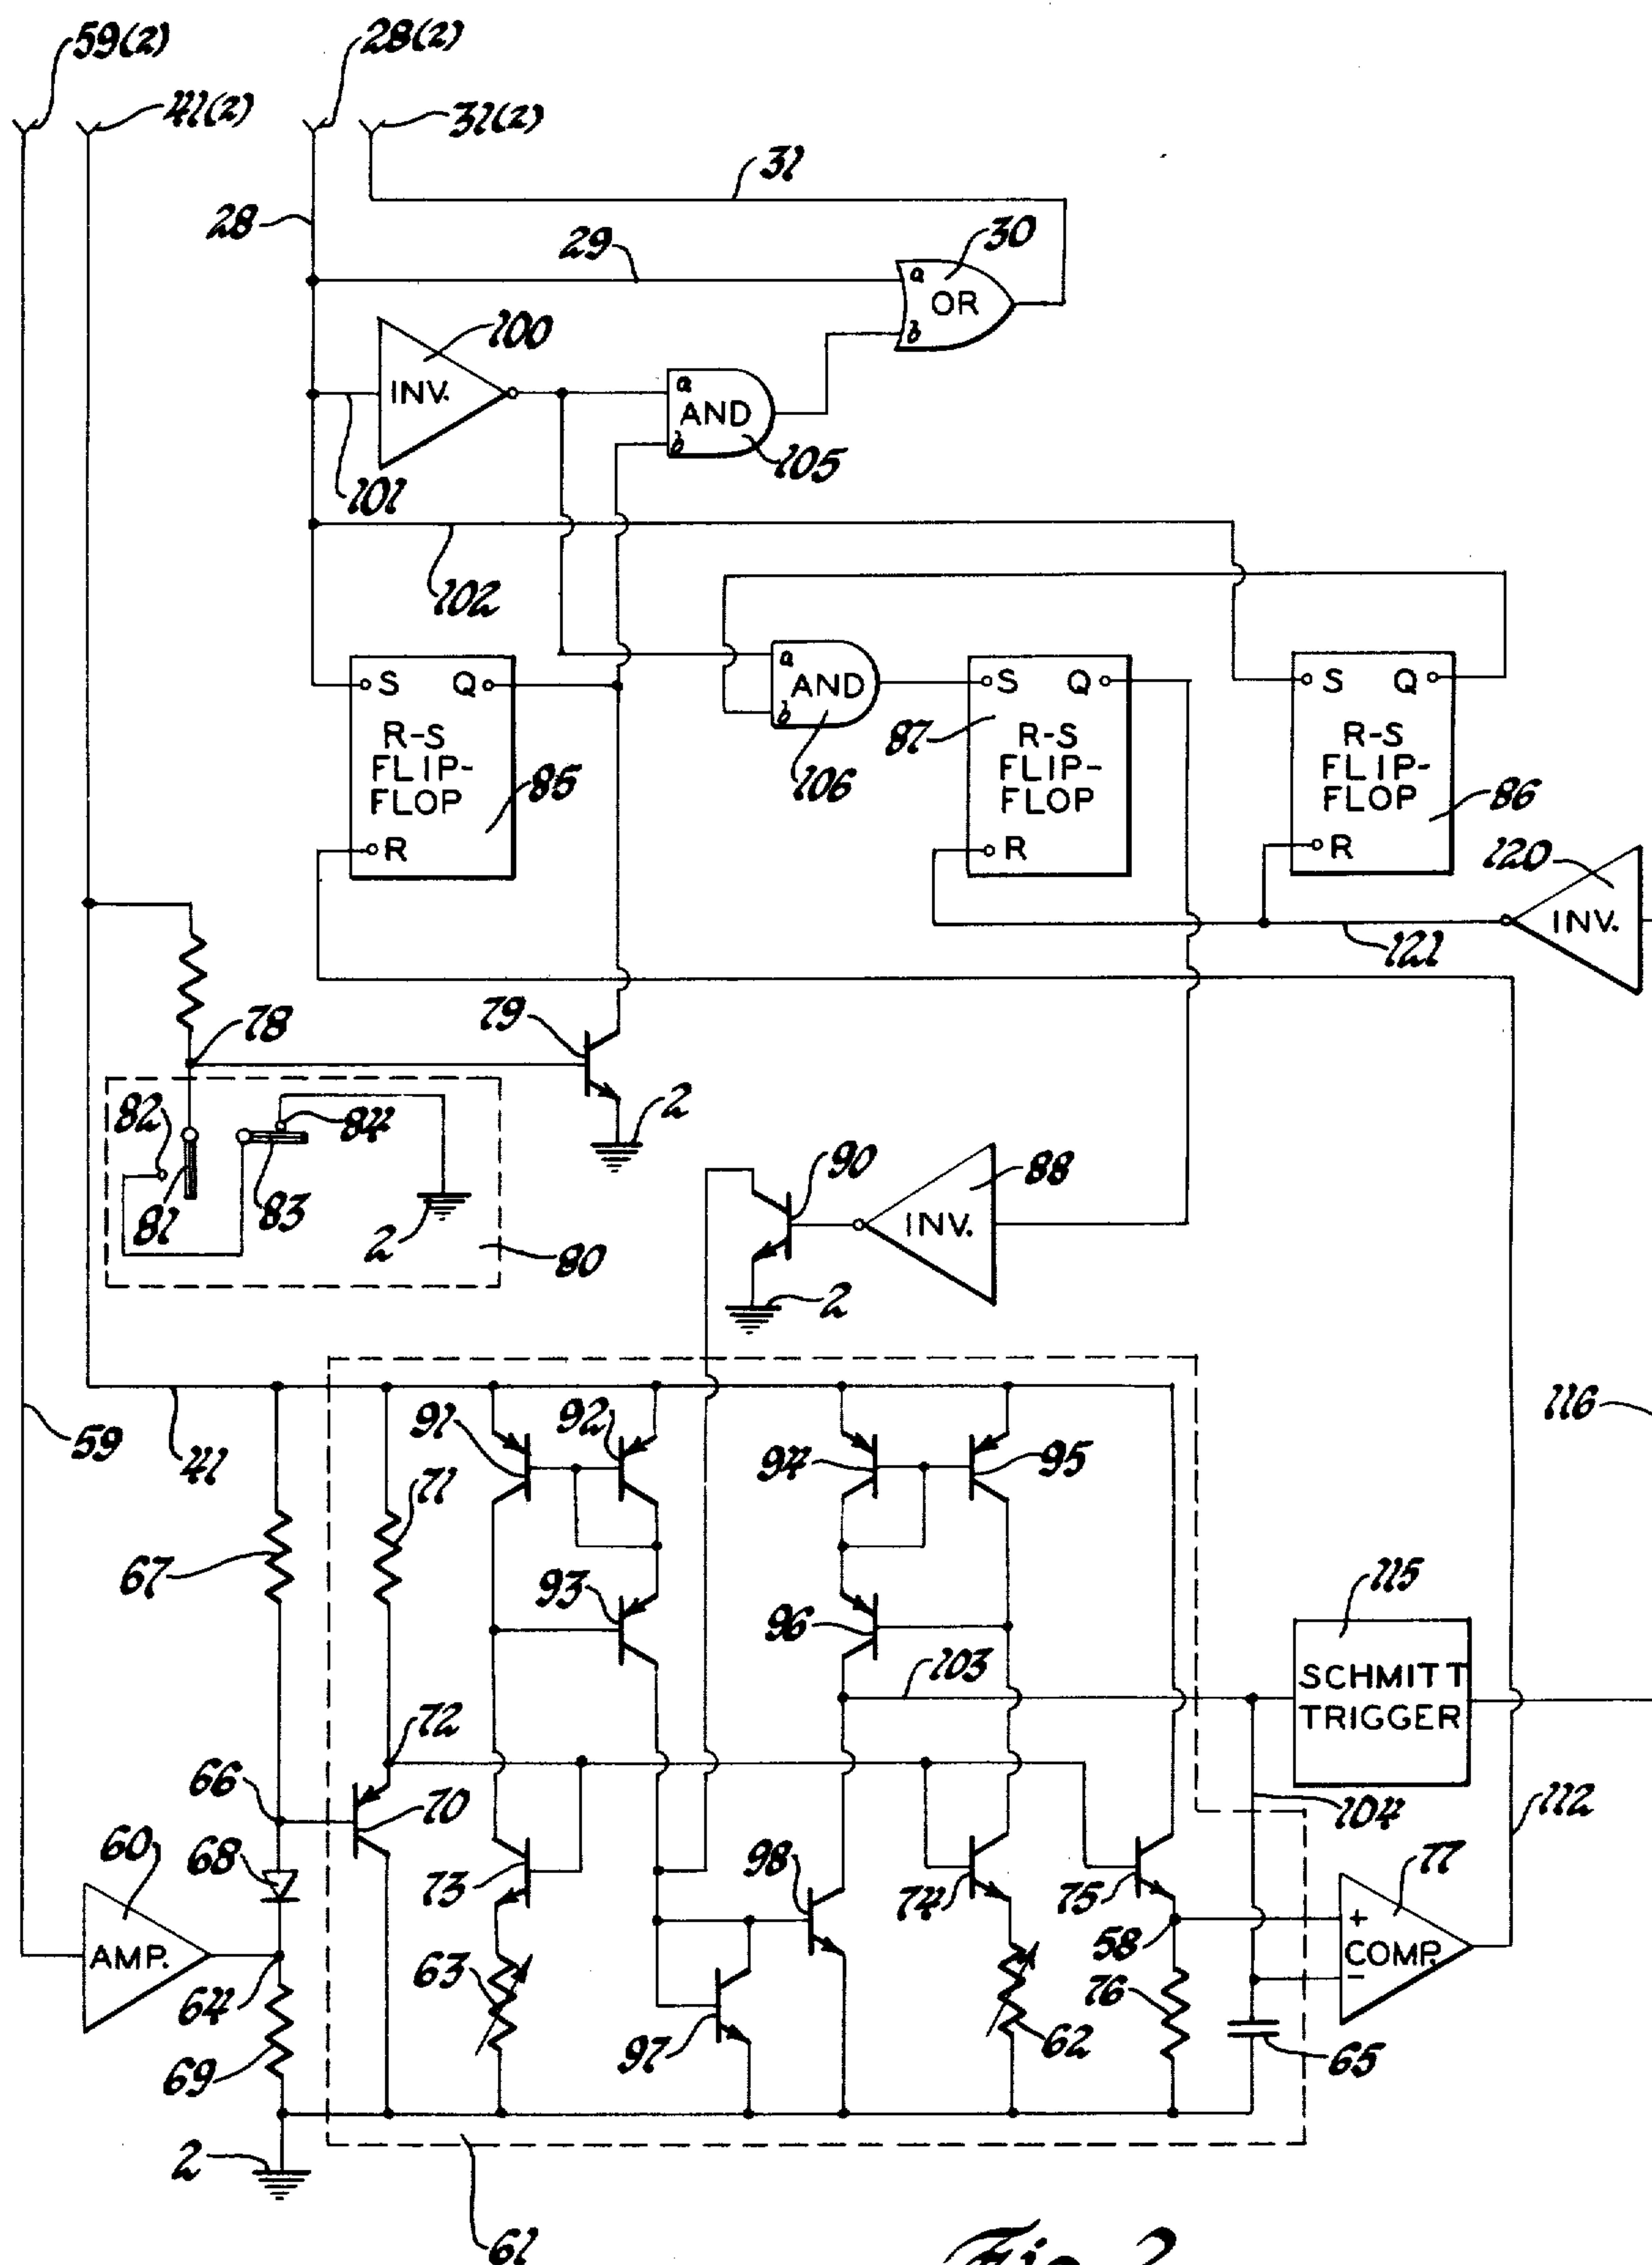 59(2)
28(2)
41(2)
31(2)
31
28
29
30
a
OR
b
100
INV.
a
AND
b
105
101
102
S Q
R-S
FLIP-
FLOP
R
85
a
AND
b
106
87
S Q
R-S
FLIP-
FLOP
R
S Q
R-S
FLIP-
FLOP
R
86
120
INV.
121
78
79
2
82
84
81
83
2
80
90
88
INV.
2
59
41
116
91
92
94
95
71
67
93
96
103
115
SCHMITT
TRIGGER
72
66
70
104
112
60
68
73
98
74
75
77
AMP.
64
63
58
+
COMP.
-
76
69
97
62
65
2
61
Fig. 2